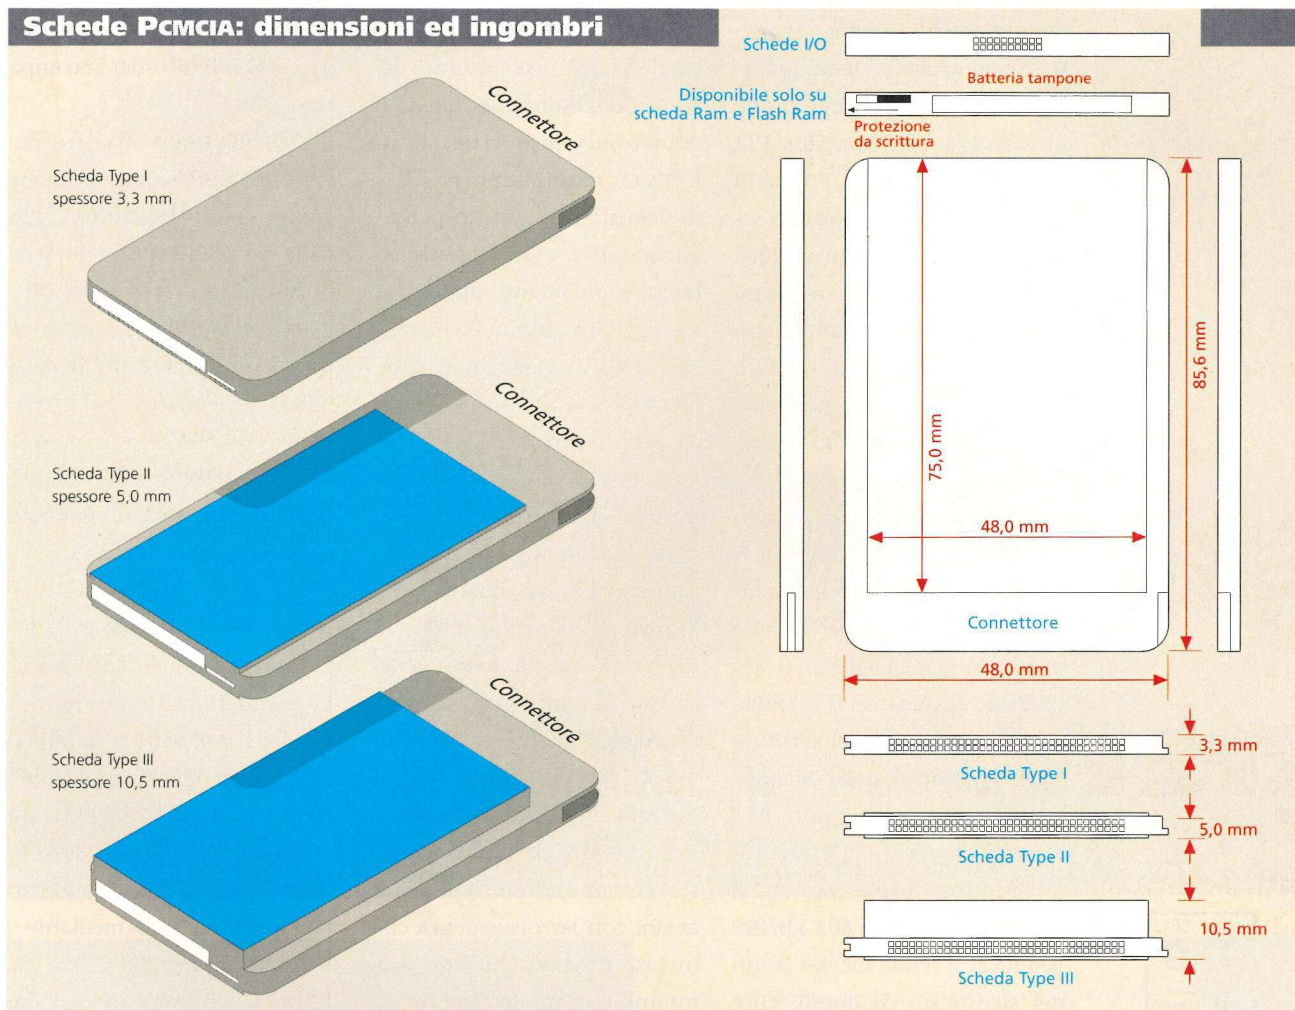 Schede PCMCIA: dimensioni ed ingombri
Connettore
Scheda Type I
spessore 3,3 mm
Connettore
Scheda Type II
spessore 5,0 mm
Connettore
Scheda Type III
spessore 10,5 mm
Schede I/O
Batteria tampone
Disponibile solo su
scheda Ram e Flash Ram
Protezione
da scrittura
85,6 mm
75,0 mm
48,0 mm
Connettore
48,0 mm
3,3 mm
Scheda Type I
5,0 mm
Scheda Type II
10,5 mm
Scheda Type III